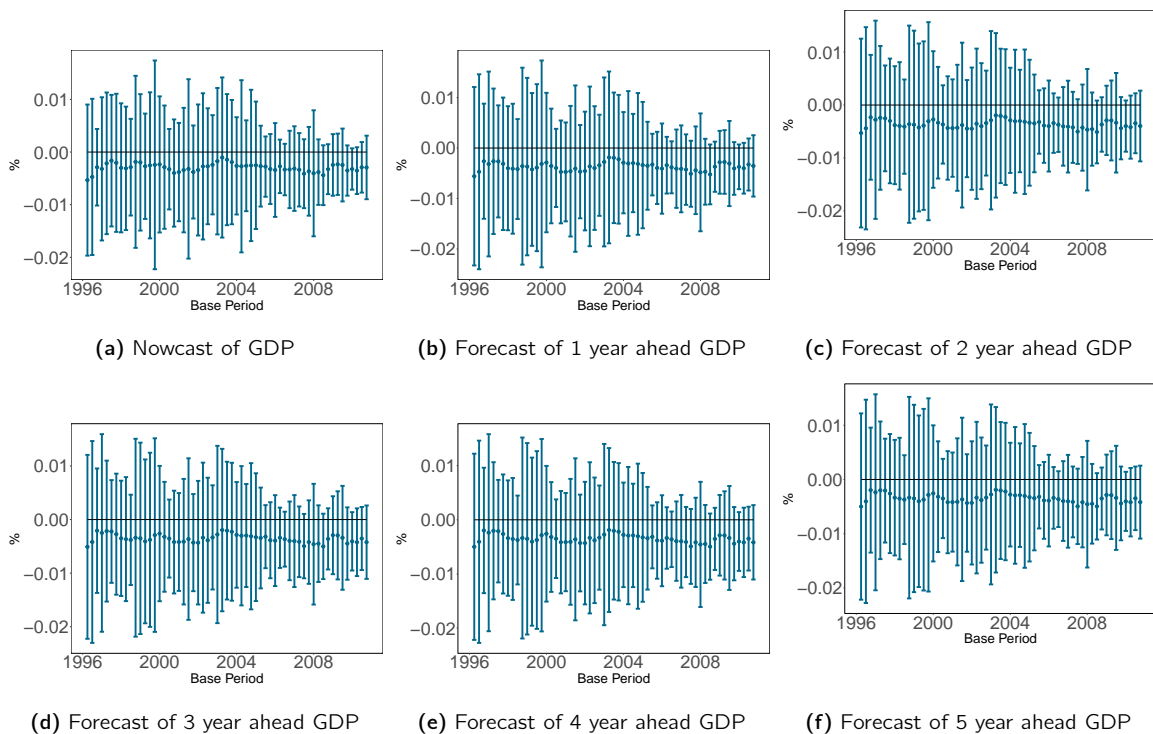 0.01
0.00
−0.01
−0.02
%
1996 2000 2004 2008
Base Period
(a) Nowcast of GDP
0.01
0.00
−0.01
−0.02
%
1996 2000 2004 2008
Base Period
(b) Forecast of 1 year ahead GDP
0.01
0.00
−0.01
−0.02
%
1996 2000 2004 2008
Base Period
(c) Forecast of 2 year ahead GDP
0.01
0.00
−0.01
−0.02
%
1996 2000 2004 2008
Base Period
(d) Forecast of 3 year ahead GDP
0.01
0.00
−0.01
−0.02
%
1996 2000 2004 2008
Base Period
(e) Forecast of 4 year ahead GDP
0.01
0.00
−0.01
−0.02
%
1996 2000 2004 2008
Base Period
(f) Forecast of 5 year ahead GDP